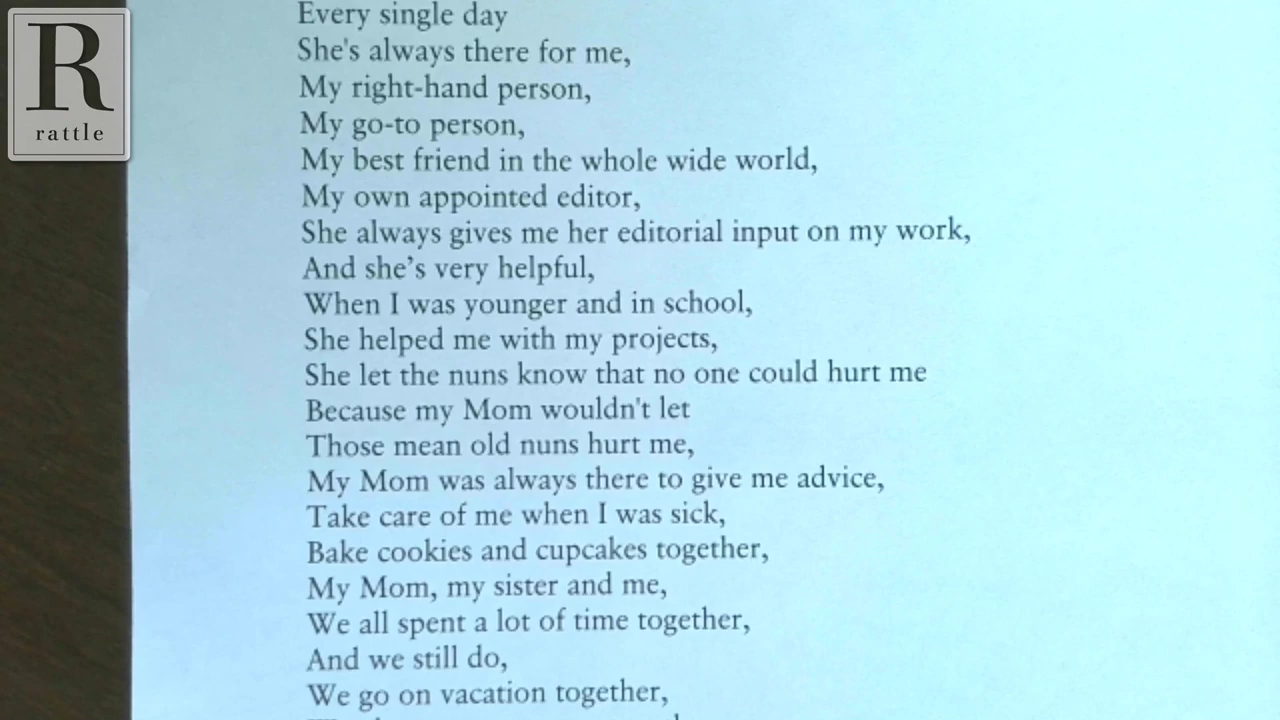 R
rattle
Every single day
She's always there for me,
My right-hand person,
My go-to person,
My best friend in the whole wide world,
My own appointed editor,
She always gives me her editorial input on my work,
And she’s very helpful,
When I was younger and in school,
She helped me with my projects,
She let the nuns know that no one could hurt me
Because my Mom wouldn't let
Those mean old nuns hurt me,
My Mom was always there to give me advice,
Take care of me when I was sick,
Bake cookies and cupcakes together,
My Mom, my sister and me,
We all spent a lot of time together,
And we still do,
We go on vacation together,